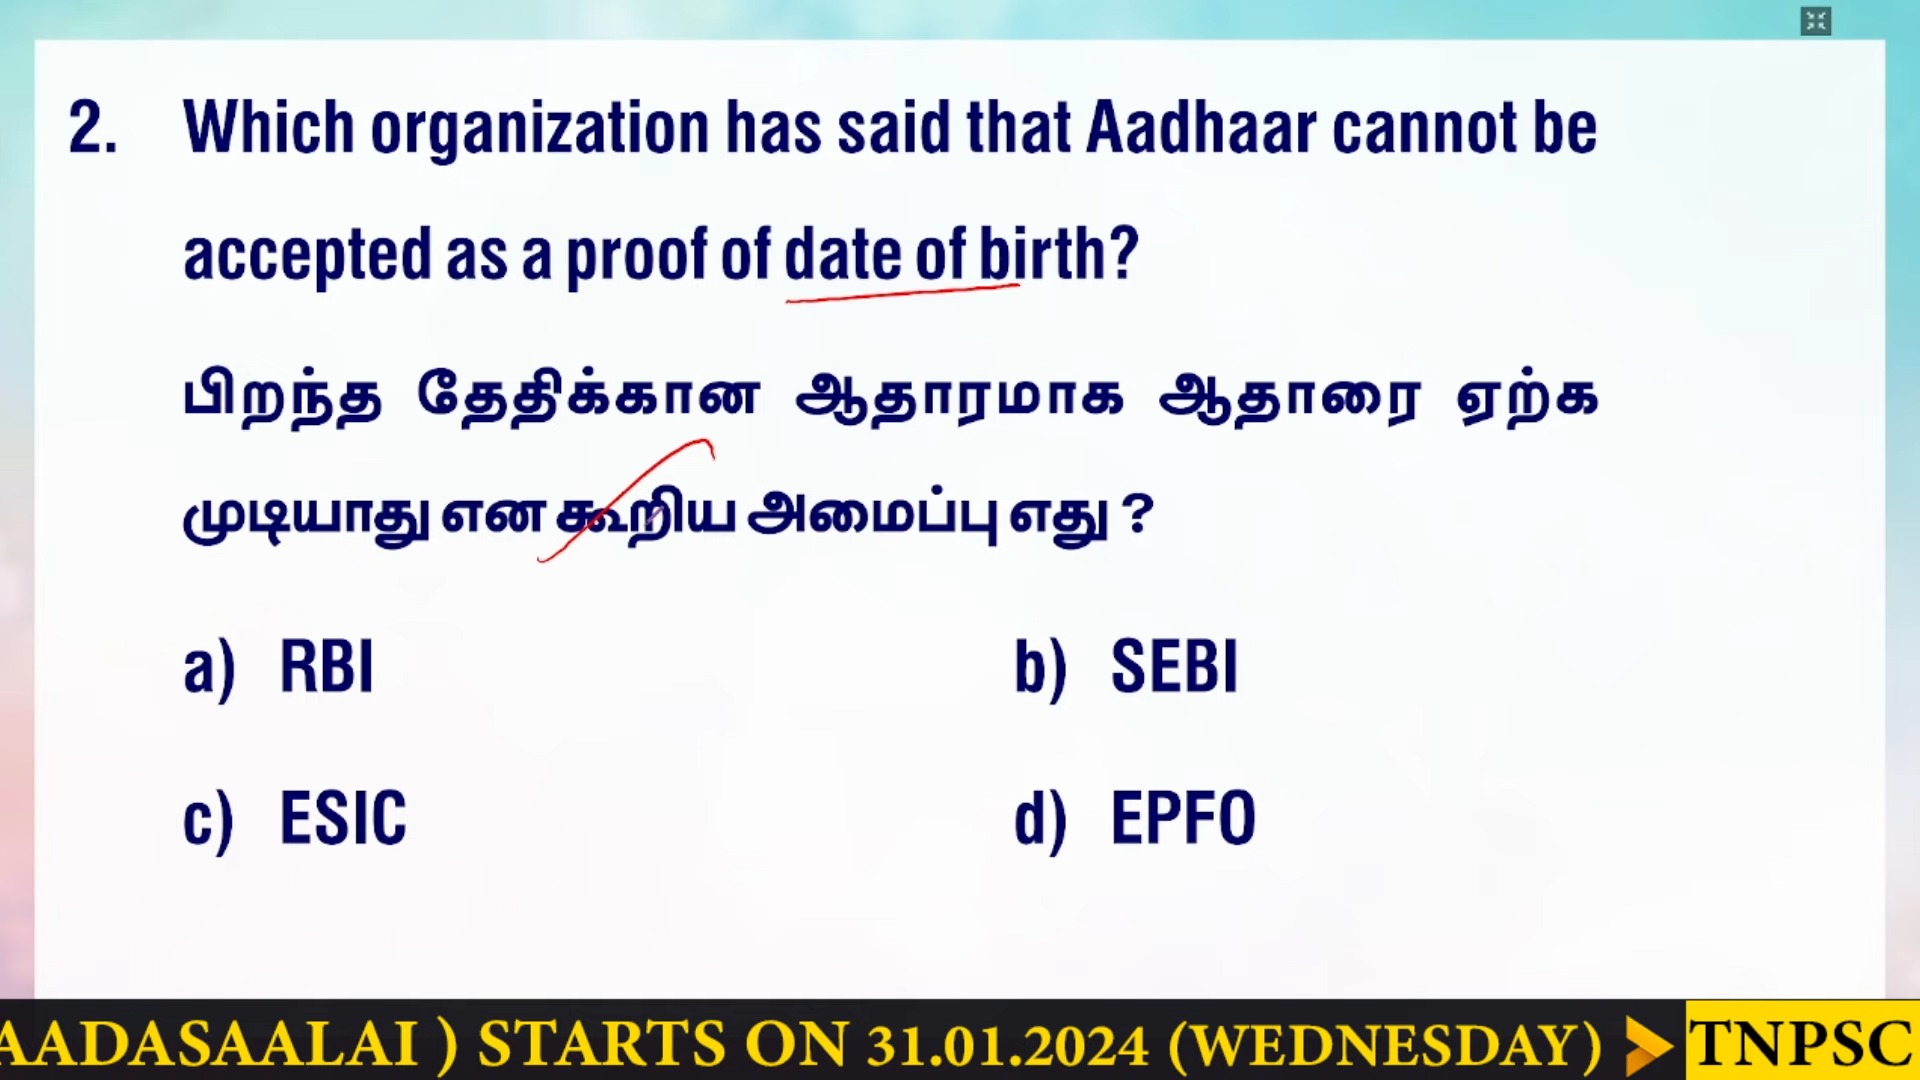 2. Which organization has said that Aadhaar cannot be
accepted as a proof of date of birth?
பிறந்த தேதிக்கான ஆதாரமாக ஆதாரை ஏற்க
முடியாது என கூறிய அமைப்பு எது ?
a) RBI b) SEBI
c) ESIC d) EPFO
AADASAALAI ) STARTS ON 31.01.2024 (WEDNESDAY) TNPSC